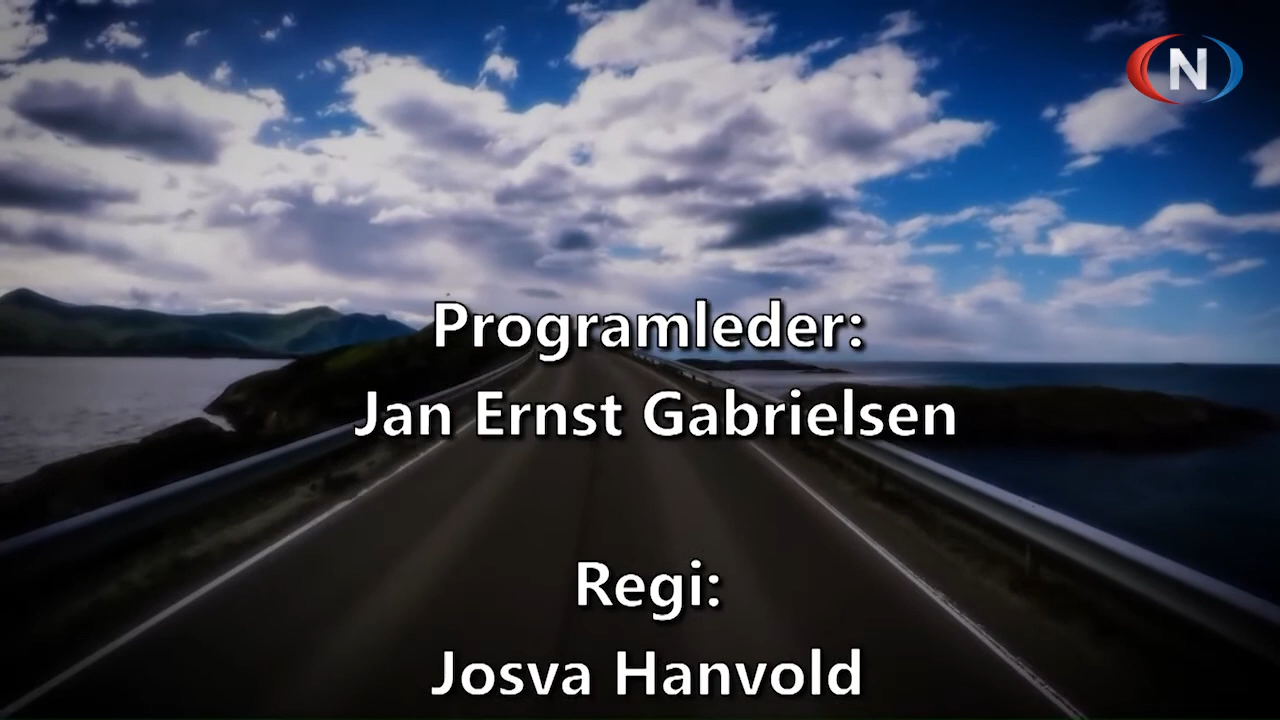 N
Programleder:
Jan Ernst Gabrielsen
Regi:
Josva Hanvold